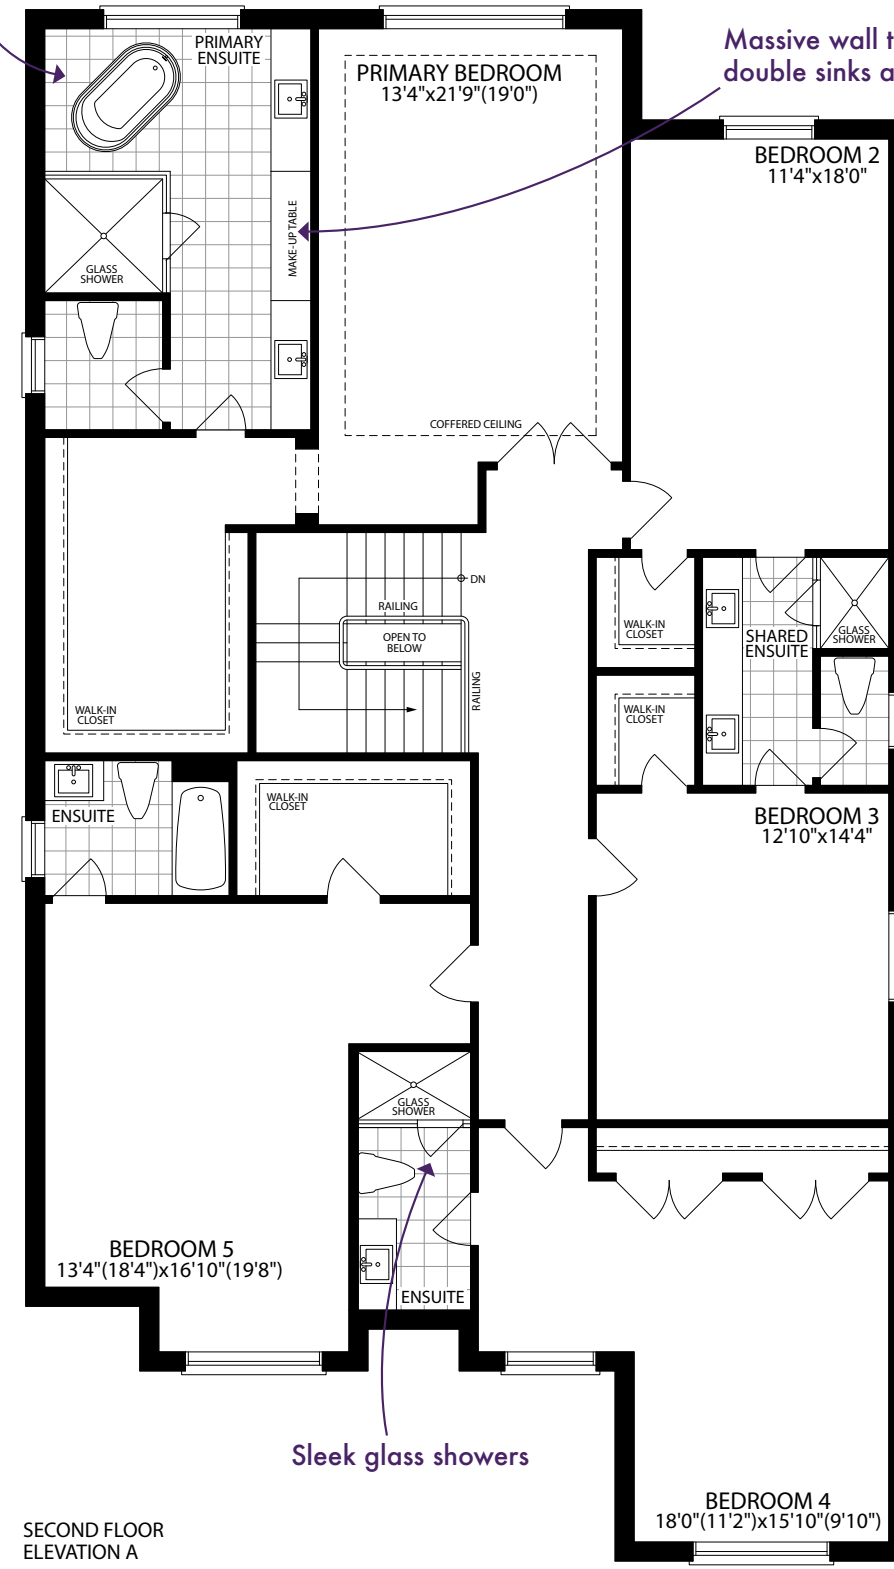 PRIMARY
ENSUITE
PRIMARY BEDROOM
13'4"x21'9"(19'0")
Massive wall
double sinks
BEDROOM 2
11'4"x18'0"
MAKE-UP TABLE
GLASS
SHOWER
COFFERED CEILING
DN
RAILING
OPEN TO
BELOW
RAILING
WALK-IN
CLOSET
WALK-IN
CLOSET
SHARED
ENSUITE
GLASS
SHOWER
WALK-IN
CLOSET
ENSUITE
WALK-IN
CLOSET
BEDROOM 3
12'10"x14'4"
GLASS
SHOWER
BEDROOM 5
13'4"(18'4")x16'10"(19'8")
ENSUITE
Sleek glass showers
BEDROOM 4
18'0"(11'2")x15'10"(9'10")
SECOND FLOOR
ELEVATION A